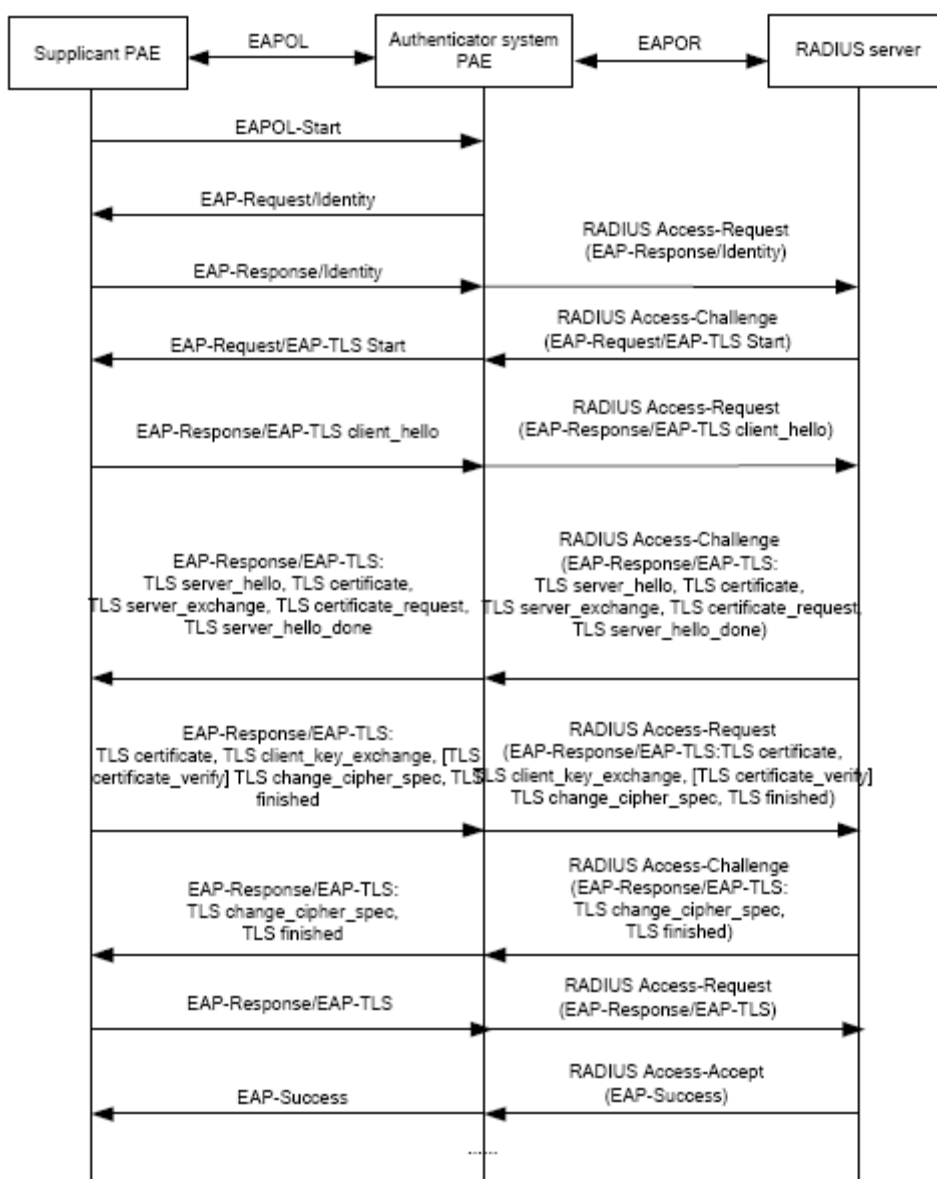 Supplicant PAE
EAPOL
Authenticator system
PAE
EAPOR
RADIUS server
EAPOL-Start
EAP-Request/Identity
RADIUS Access-Request
(EAP-Response/Identity)
EAP-Response/Identity
RADIUS Access-Challenge
(EAP-Request/EAP-TLS Start)
EAP-Request/EAP-TLS Start
RADIUS Access-Request
(EAP-Response/EAP-TLS client_hello)
EAP-Response/EAP-TLS client_hello
EAP-Response/EAP-TLS:
TLS server_hello, TLS certificate,
TLS server_exchange, TLS certificate_request,
TLS server_hello_done
RADIUS Access-Challenge
(EAP-Response/EAP-TLS:
TLS server_hello, TLS certificate,
TLS server_exchange, TLS certificate_request,
TLS server_hello_done)
EAP-Response/EAP-TLS:
TLS certificate, TLS client_key_exchange, [TLS
certificate_verify] TLS change_cipher_spec, TLS
finished
RADIUS Access-Request
(EAP-Response/EAP-TLS:TLS certificate,
TLS client_key_exchange, [TLS certificate_verify]
TLS change_cipher_spec, TLS finished)
EAP-Response/EAP-TLS:
TLS change_cipher_spec,
TLS finished
RADIUS Access-Challenge
(EAP-Response/EAP-TLS:
TLS change_cipher_spec,
TLS finished)
EAP-Response/EAP-TLS
RADIUS Access-Request
(EAP-Response/EAP-TLS)
EAP-Success
RADIUS Access-Accept
(EAP-Success)
......